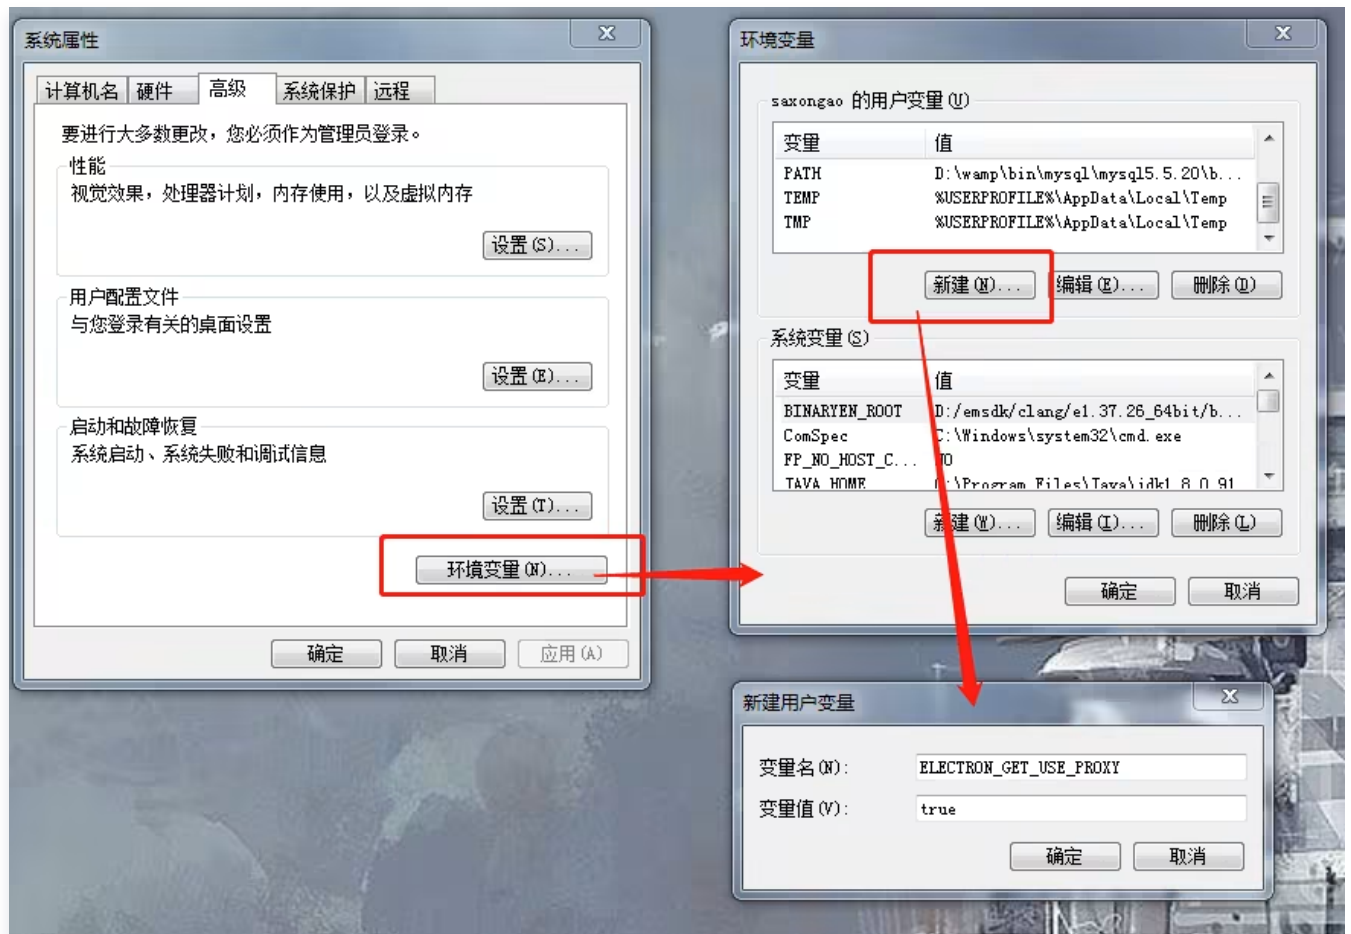 系统属性
计算机名 硬件 高级 系统保护 远程
要进行大多数更改，您必须作为管理员登录。
性能
视觉效果，处理器计划，内存使用，以及虚拟内存
设置(S)...
用户配置文件
与您登录有关的桌面设置
设置(E)...
启动和故障恢复
系统启动、系统失败和调试信息
设置(T)...
环境变量(N)...
确定 取消 应用(A)
环境变量
saxongao 的用户变量(U)
变量 值
PATH D:\wamp\bin\mysql\mysql5.5.20\b...
TEMP %USERPROFILE%\AppData\Local\Temp
TMP %USERPROFILE%\AppData\Local\Temp
新建(N)... 编辑(E)... 删除(D)
系统变量(S)
变量 值
BINARYEN_ROOT D:/emsdk/clang/e1.37.26_64bit/b...
ComSpec C:\Windows\system32\cmd.exe
FP_NO_HOST_C... NO
JAVA_HOME C:\Program Files\Java\jdk1.8.0_91
新建(W)... 编辑(I)... 删除(L)
确定 取消
新建用户变量
变量名(N): ELECTRON_GET_USE_PROXY
变量值(V): true
确定 取消